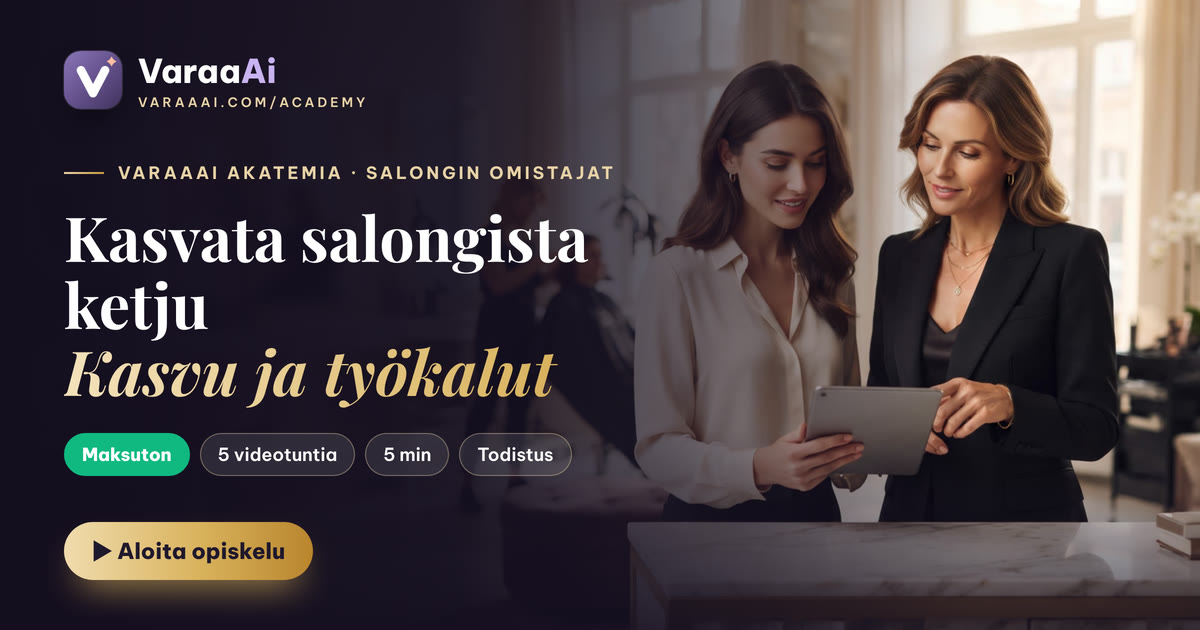 VaraaAi
VARAAAI.COM/ACADEMY
VARAAAI AKATEMIA · SALONGIN OMISTAJAT
Kasvata salongista
ketju
Kasvu ja työkalut
Maksuton
5 videotuntia
5 min
Todistus
▶ Aloita opiskelu